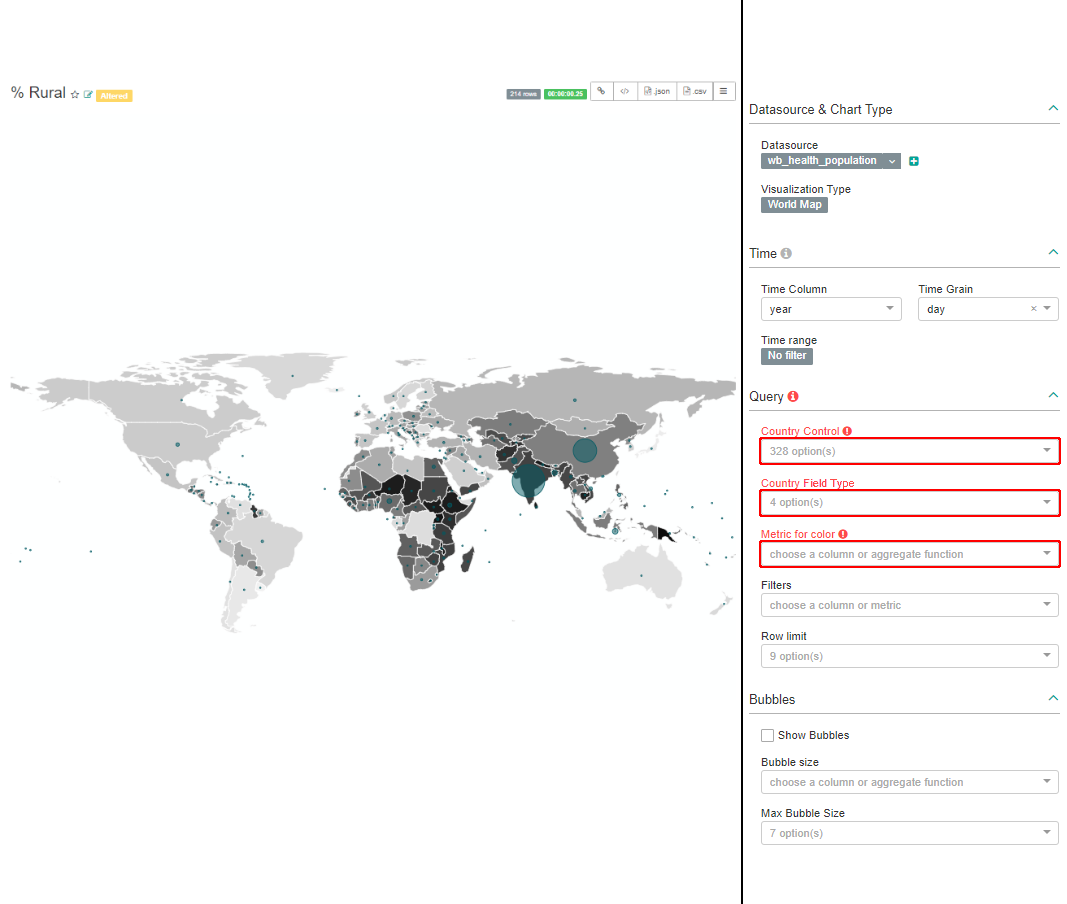 % Rural Altered
214 rows 00:00:00.25 .json .csv
Datasource & Chart Type
Datasource
wb_health_population
Visualization Type
World Map
Time
Time Column Time Grain
year day
Time range
No filter
Query
Country Control
328 option(s)
Country Field Type
4 option(s)
Metric for color
choose a column or aggregate function
Filters
choose a column or metric
Row limit
9 option(s)
Bubbles
Show Bubbles
Bubble size
choose a column or aggregate function
Max Bubble Size
7 option(s)